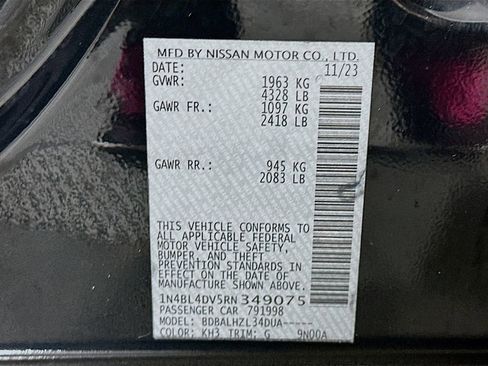 MFD BY NISSAN MOTOR CO., LTD.
DATE: 11/23
GVWR: 1963 KG
4328 LB
GAWR FR.: 1097 KG
2418 LB
GAWR RR.: 945 KG
2083 LB
THIS VEHICLE CONFORMS TO
ALL APPLICABLE FEDERAL
MOTOR VEHICLE SAFETY,
BUMPER, AND THEFT
PREVENTION STANDARDS IN
EFFECT ON THE DATE OF
MANUFACTURE SHOWN ABOVE.
1N4BL4DV5RN349075
PASSENGER CAR 791998
MODEL: BDBALHZL34DUA-----
COLOR: KH3 TRIM: G 9N00A